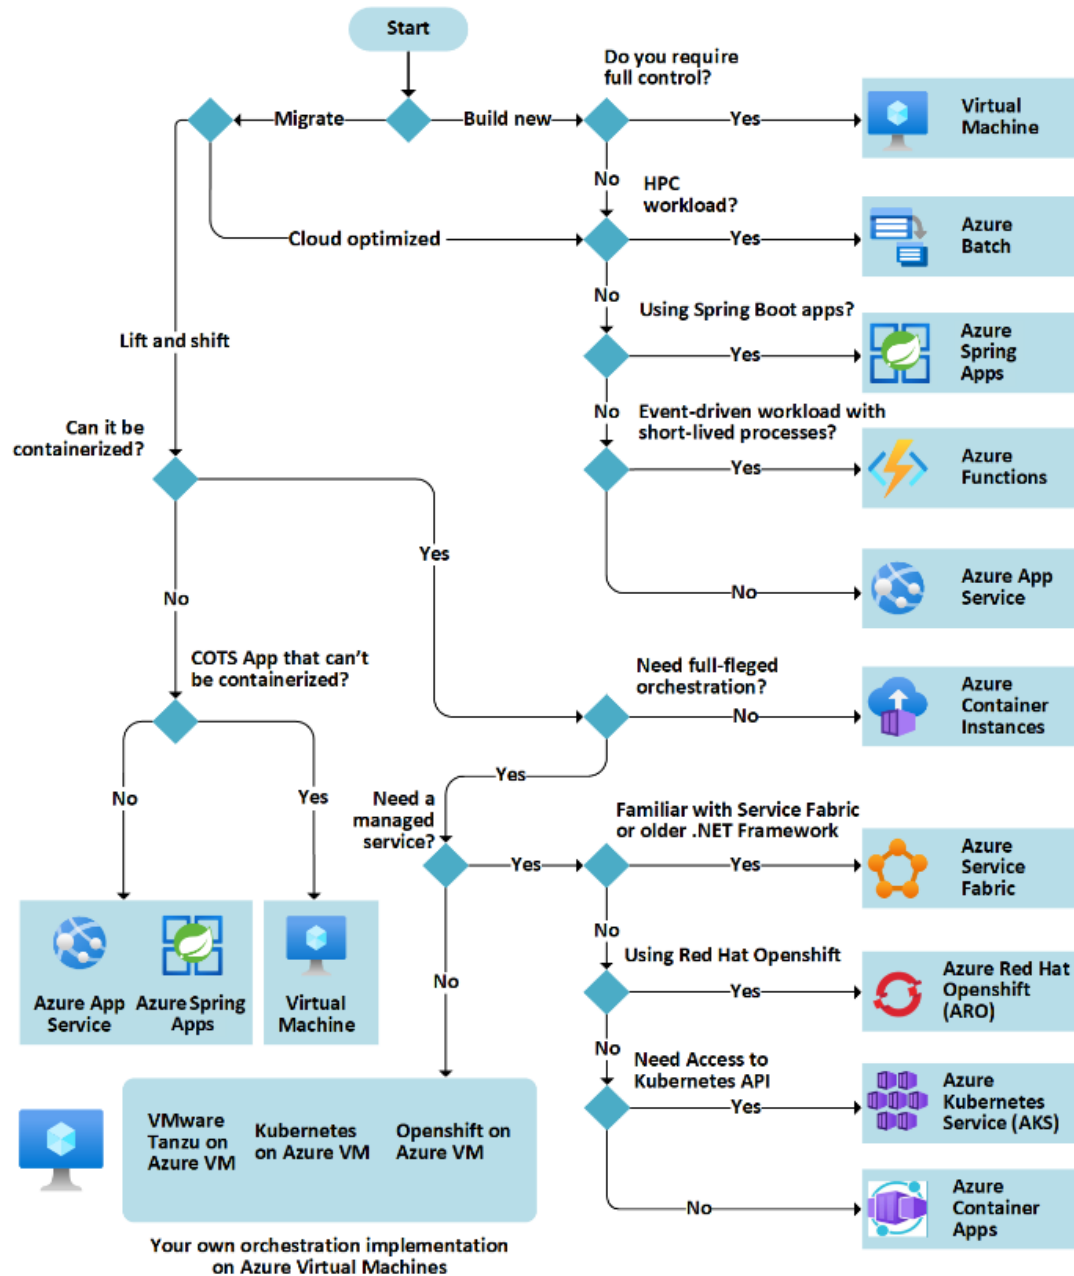 Start
Do you require
full control?
Migrate
Build new
Yes
Virtual
Machine
No
HPC
workload?
Cloud optimized
Yes
Azure
Batch
No
Using Spring Boot apps?
Lift and shift
Yes
Azure
Spring
Apps
No
Event-driven workload with
short-lived processes?
Can it be
containerized?
Yes
Azure
Functions
Yes
No
Azure App
Service
No
COTS App that can't
be containerized?
Need full-fleged
orchestration?
No
Azure
Container
Instances
Yes
No
Yes
Need a
managed
service?
Familiar with Service Fabric
or older .NET Framework
Yes
Yes
Azure
Service
Fabric
No
Using Red Hat Openshift
No
Azure App
Service
Azure Spring
Apps
Virtual
Machine
Yes
Azure Red Hat
Openshift
(ARO)
No
Need Access to
Kubernetes API
Yes
Azure
Kubernetes
Service (AKS)
VMware
Tanzu on
Azure VM
Kubernetes
on Azure VM
Openshift on
Azure VM
No
Azure
Container
Apps
Your own orchestration implementation
on Azure Virtual Machines